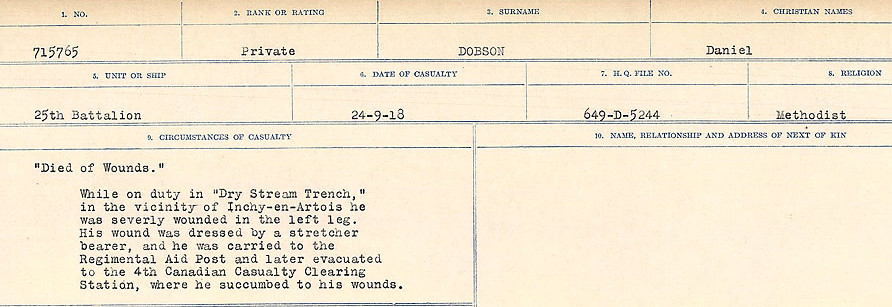 1. NO. 2. RANK OR RATING 3. SURNAME 4. CHRISTIAN NAMES
715765 Private DOBSON Daniel
5. UNIT OR SHIP 6. DATE OF CASUALTY 7. H. Q. FILE NO. 8. RELIGION
25th Battalion 24-9-18 649-D-5244 Methodist
9. CIRCUMSTANCES OF CASUALTY 10. NAME, RELATIONSHIP AND ADDRESS OF NEXT OF KIN
"Died of Wounds."
While on duty in "Dry Stream Trench,"
in the vicinity of Inchy-en-Artois he
was severly wounded in the left leg.
His wound was dressed by a stretcher
bearer, and he was carried to the
Regimental Aid Post and later evacuated
to the 4th Canadian Casualty Clearing
Station, where he succumbed to his wounds.